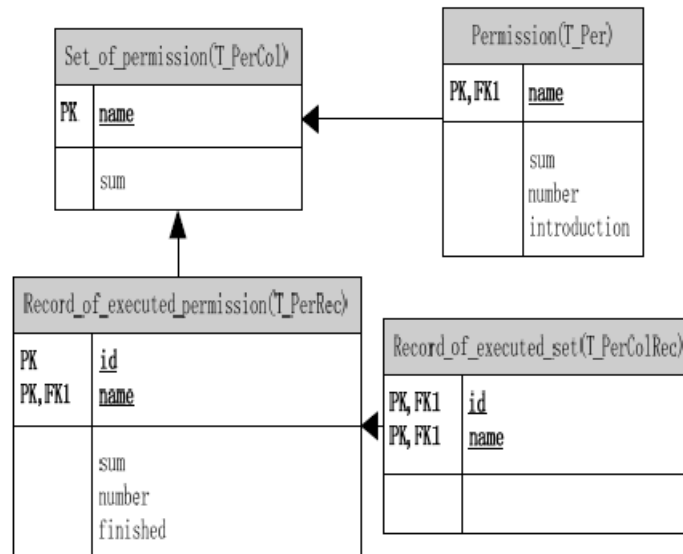 Set_of_permission(T_PerCol)
PK name
sum
Permission(T_Per)
PK,FK1 name
sum
number
introduction
Record_of_executed_permission(T_PerRec)
PK id
PK,FK1 name
sum
number
finished
Record_of_executed_set(T_PerColRec)
PK,FK1 id
PK,FK1 name